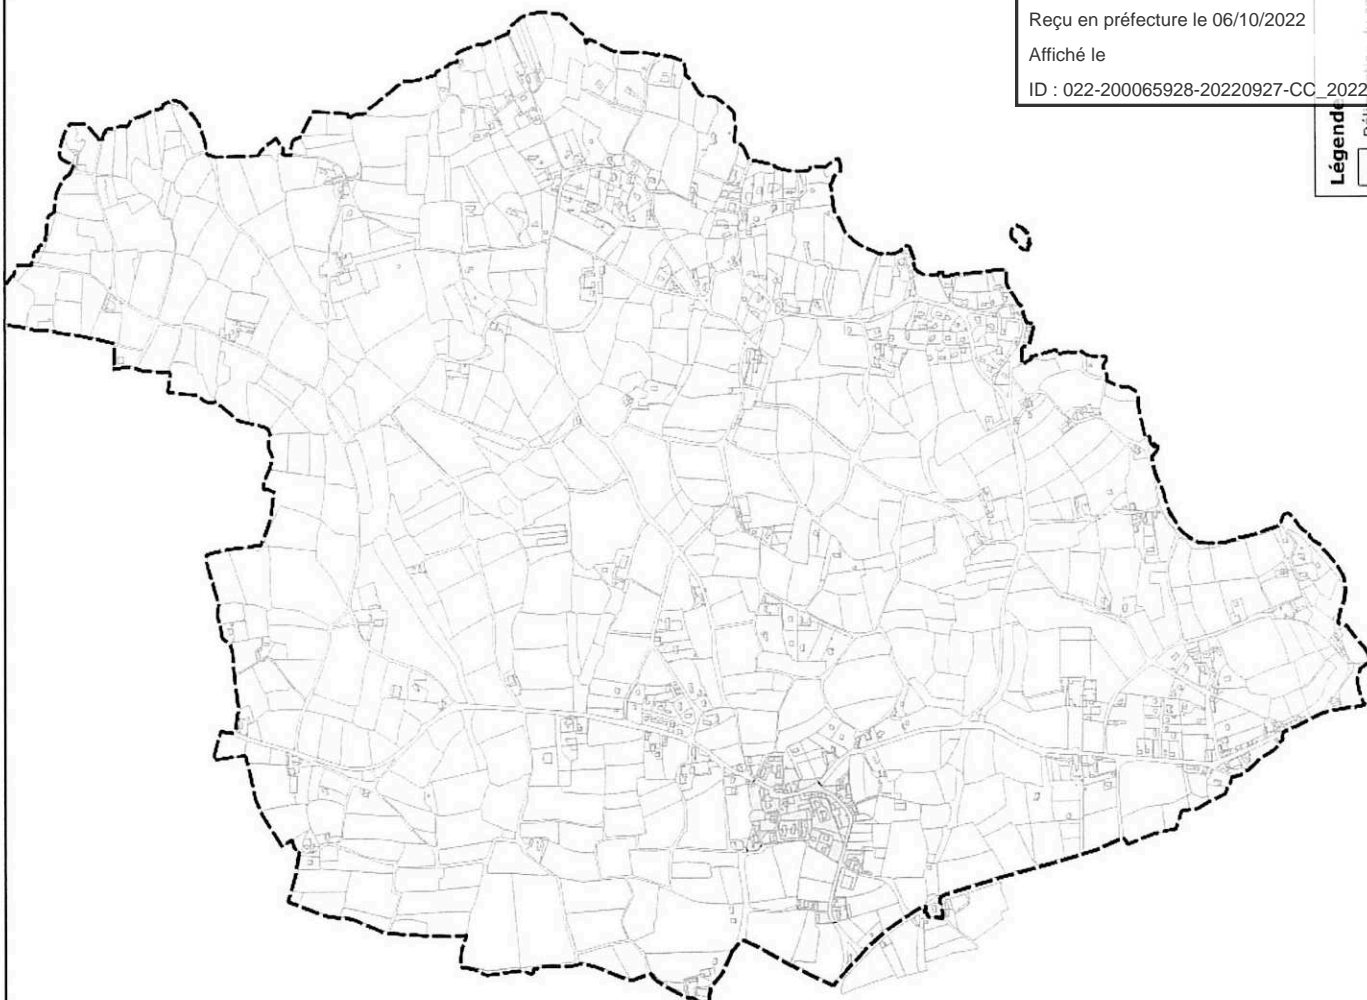 Reçu en préfecture le 06/10/2022
Affiché le
ID : 022-200065928-20220927-CC_2022
Légende